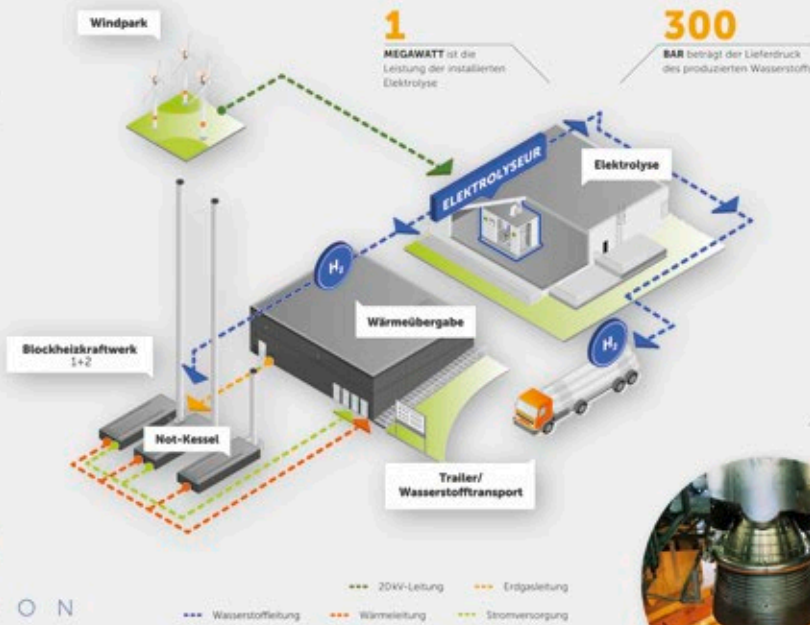 Windpark
1
MEGAWATT ist die
Leistung der installierten
Elektrolyse
300
BAR beträgt der Lieferdruck
des produzierten Wasserstoffs
ELEKTROLYSEUR
Elektrolyse
H₂
Wärmeübergabe
H₂
Blockheizkraftwerk
1+2
Not-Kessel
Trailer/
Wasserstofftransport
20kV-Leitung
Erdgasleitung
O N
Wasserstoffleitung
Wärmeleitung
Stromversorgung